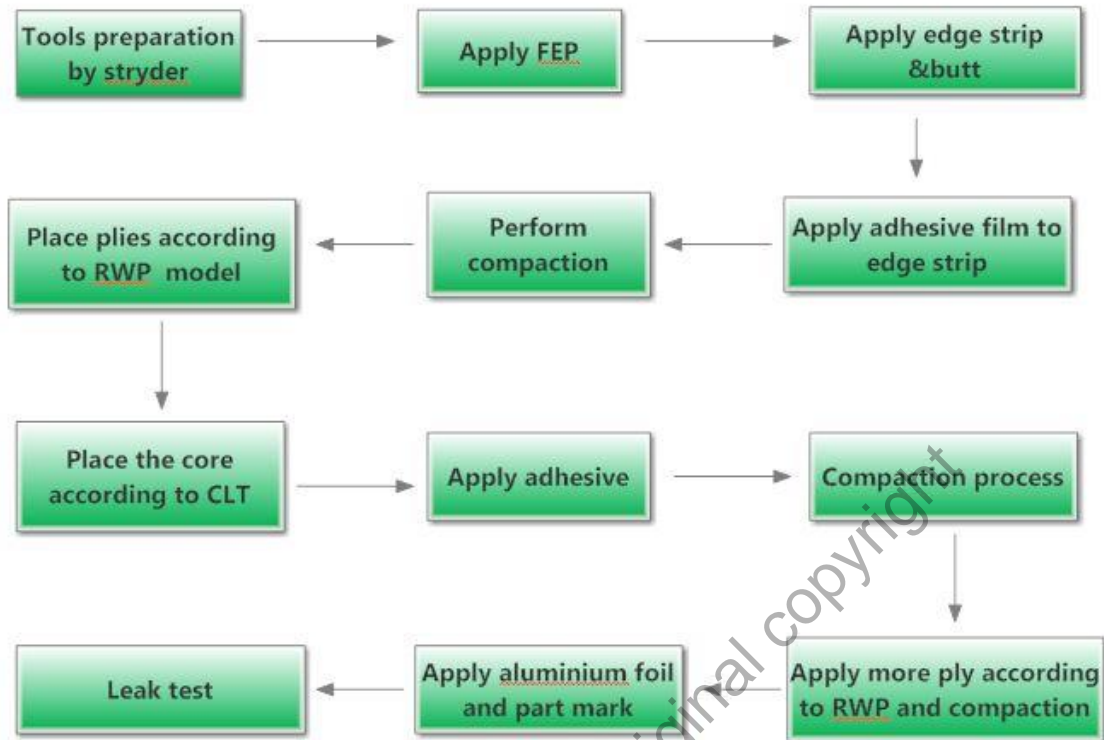 Tools preparation
by stryder
Apply FEP
Apply edge strip
&butt
Apply adhesive film to
edge strip
Perform
compaction
Place plies according
to RWP model
Place the core
according to CLT
Apply adhesive
Compaction process
Apply more ply according
to RWP and compaction
Apply aluminium foil
and part mark
Leak test
iginal copyright